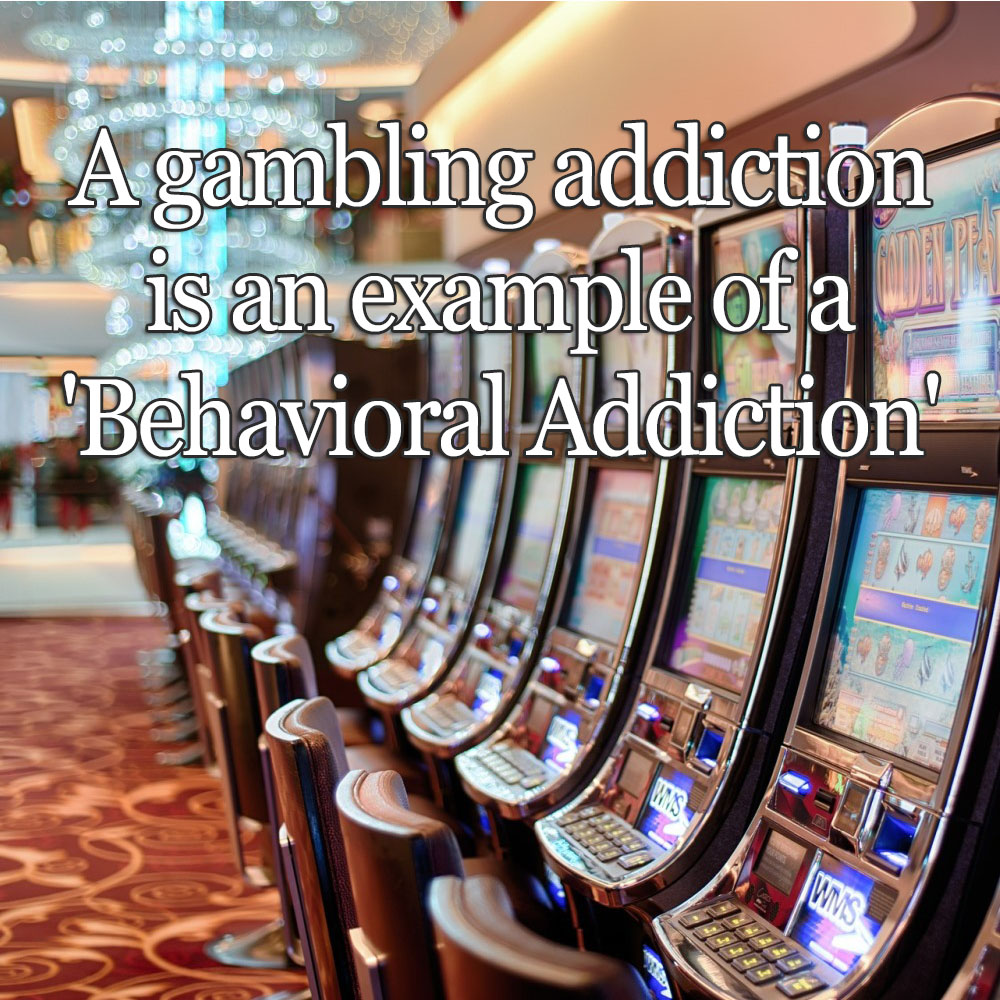 A gambling addiction
is an example of a
'Behavioral Addiction'
WMS
WMS